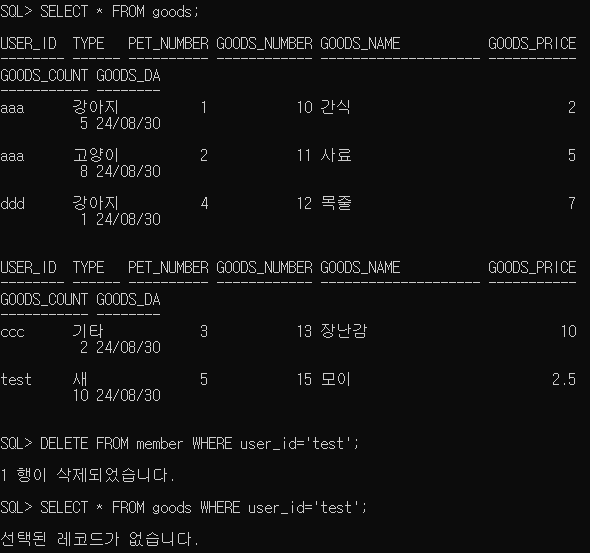 SQL> SELECT * FROM goods;
USER_ID TYPE PET_NUMBER GOODS_NUMBER GOODS_NAME GOODS_PRICE
---------- ------ ---------- ------------ -------------------- -----------
GOODS_COUNT GOODS_DA
----------- --------
aaa 강아지 1 10 간식 2
5 24/08/30
aaa 고양이 2 11 사료 5
8 24/08/30
ddd 강아지 4 12 목줄 7
1 24/08/30
USER_ID TYPE PET_NUMBER GOODS_NUMBER GOODS_NAME GOODS_PRICE
---------- ------ ---------- ------------ -------------------- -----------
GOODS_COUNT GOODS_DA
----------- --------
ccc 기타 3 13 장난감 10
2 24/08/30
test 새 5 15 모이 2.5
10 24/08/30
SQL> DELETE FROM member WHERE user_id='test';
1 행이 삭제되었습니다.
SQL> SELECT * FROM goods WHERE user_id='test';
선택된 레코드가 없습니다.